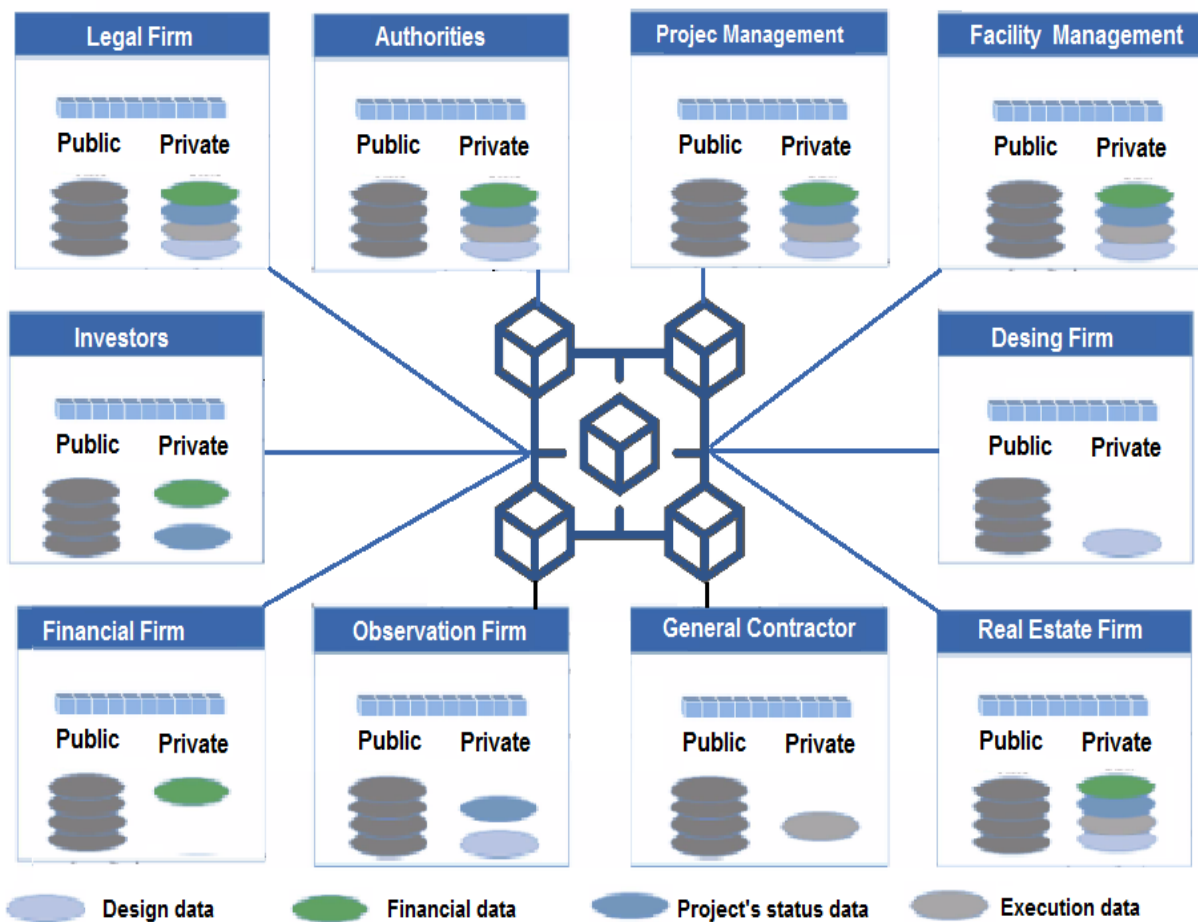 Legal Firm
Public Private
Authorities
Public Private
Projec Management
Public Private
Facility Management
Public Private
Investors
Public Private
Desing Firm
Public Private
Financial Firm
Public Private
Observation Firm
Public Private
General Contractor
Public Private
Real Estate Firm
Public Private
Design data
Financial data
Project's status data
Execution data